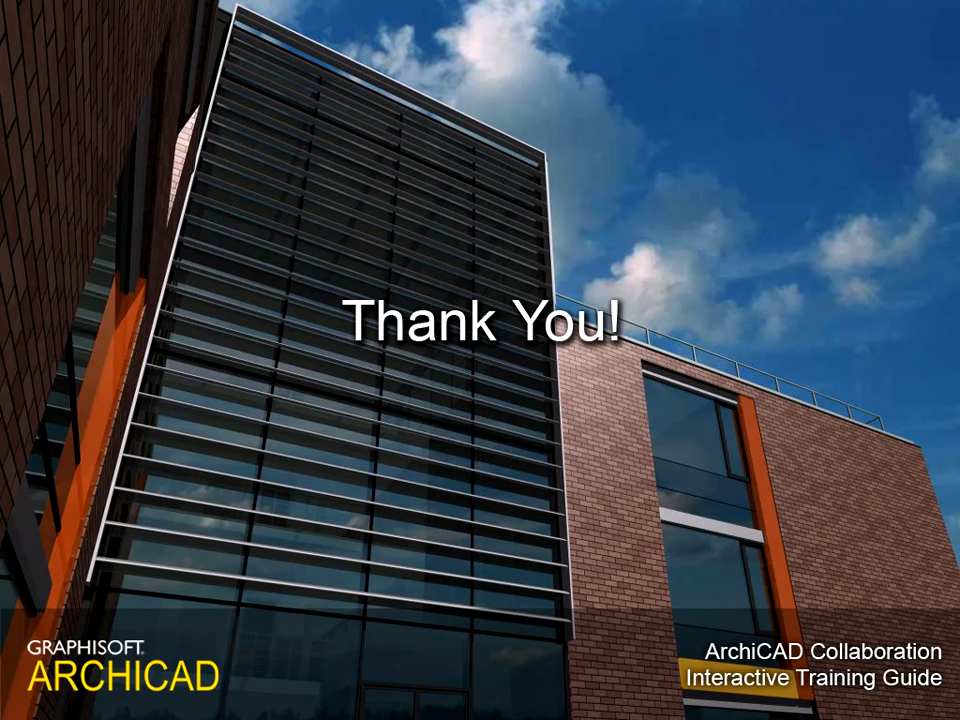 Thank You!
GRAPHISOFT.
ARCHICAD
ArchiCAD Collaboration
Interactive Training Guide